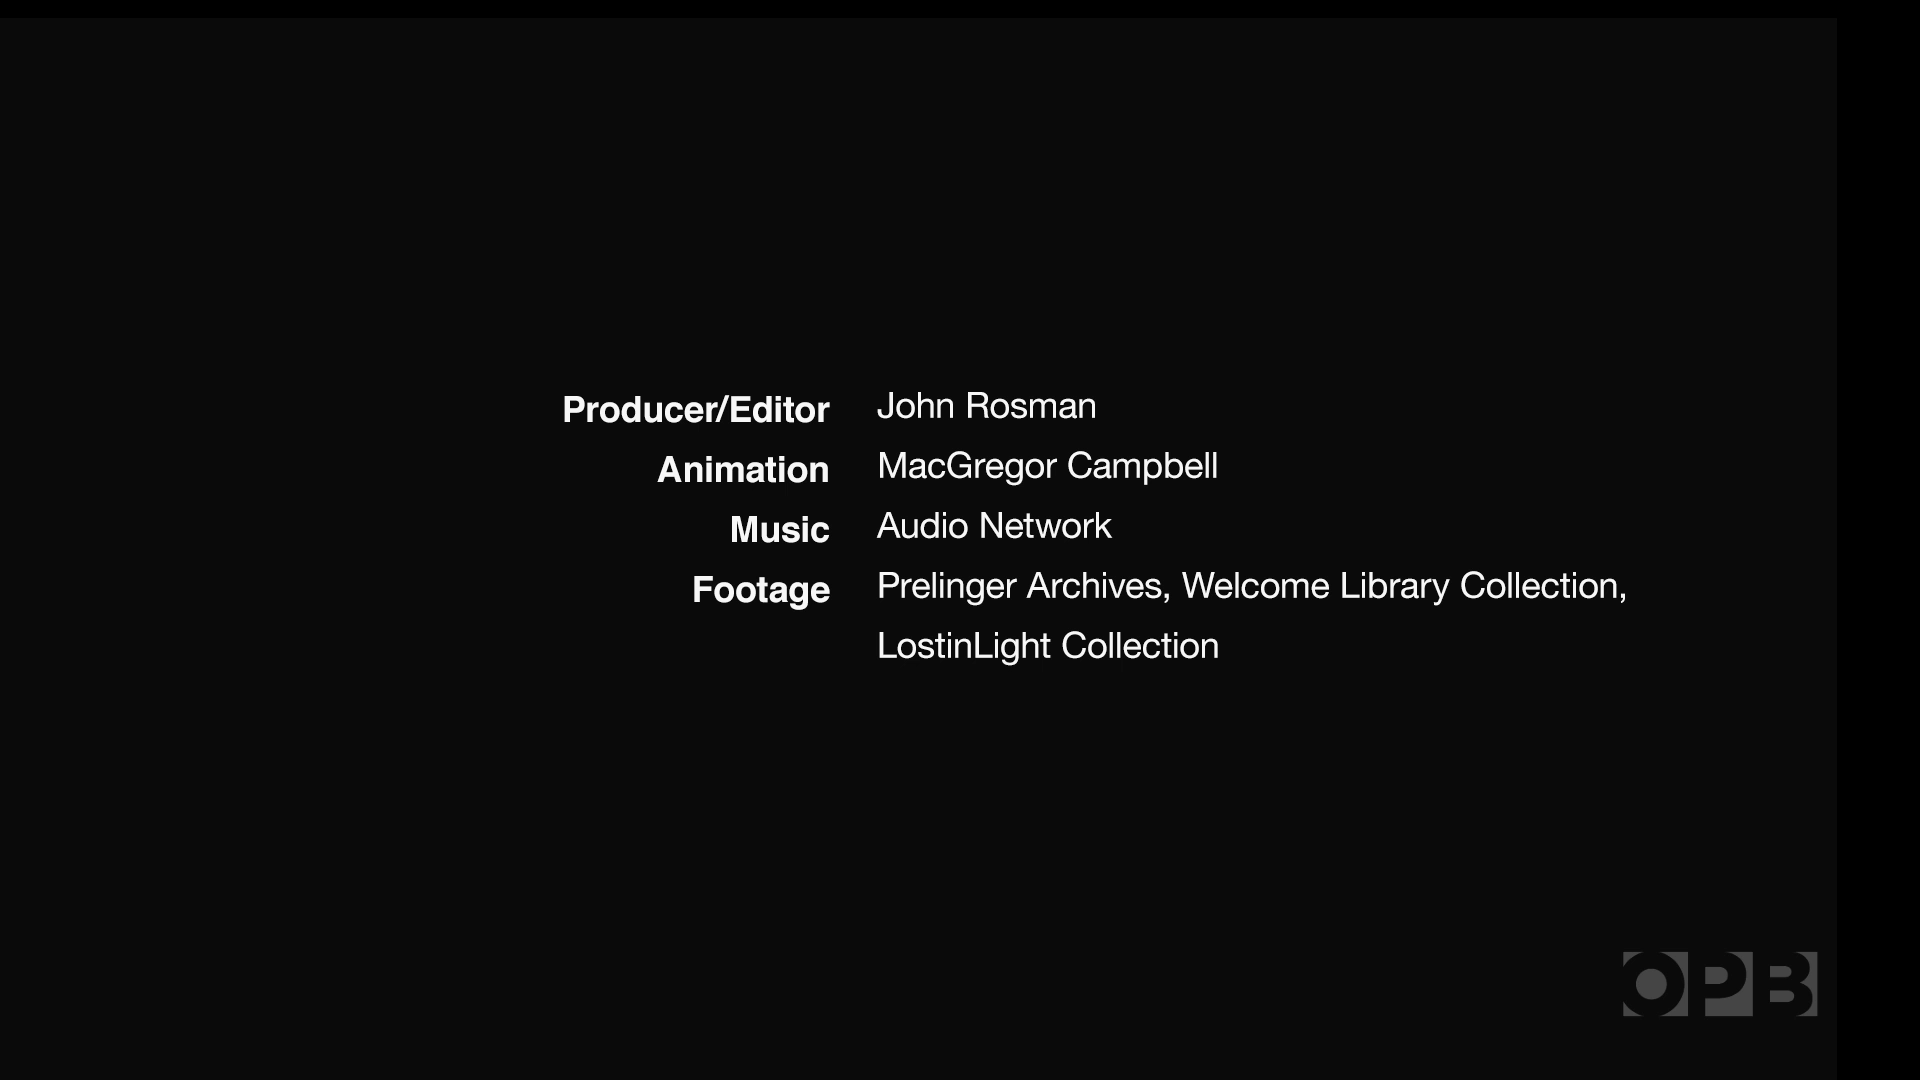 Producer/Editor John Rosman
Animation MacGregor Campbell
Music Audio Network
Footage Prelinger Archives, Welcome Library Collection,
LostinLight Collection
OPB